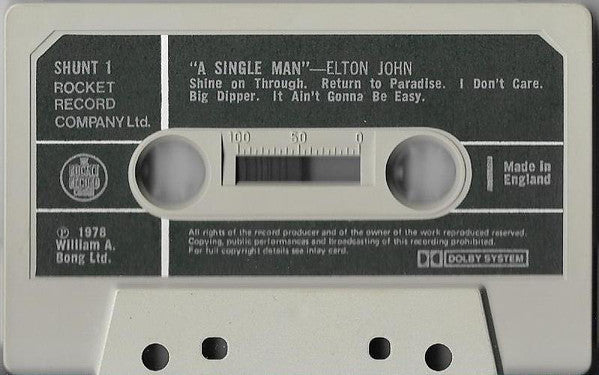 SHUNT 1
ROCKET
RECORD
COMPANY Ltd.
"A SINGLE MAN"—ELTON JOHN
Shine on Through. Return to Paradise. I Don't Care.
Big Dipper. It Ain't Gonna Be Easy.
100 50 0
ROCKET
RECORD
1
Made in
England
℗ 1978
William A.
Bong Ltd.
All rights of the record producer and of the owner of the work reproduced reserved.
Copying, public performances and broadcasting of this recording prohibited.
For full copyright details see inlay card.
DOLBY SYSTEM